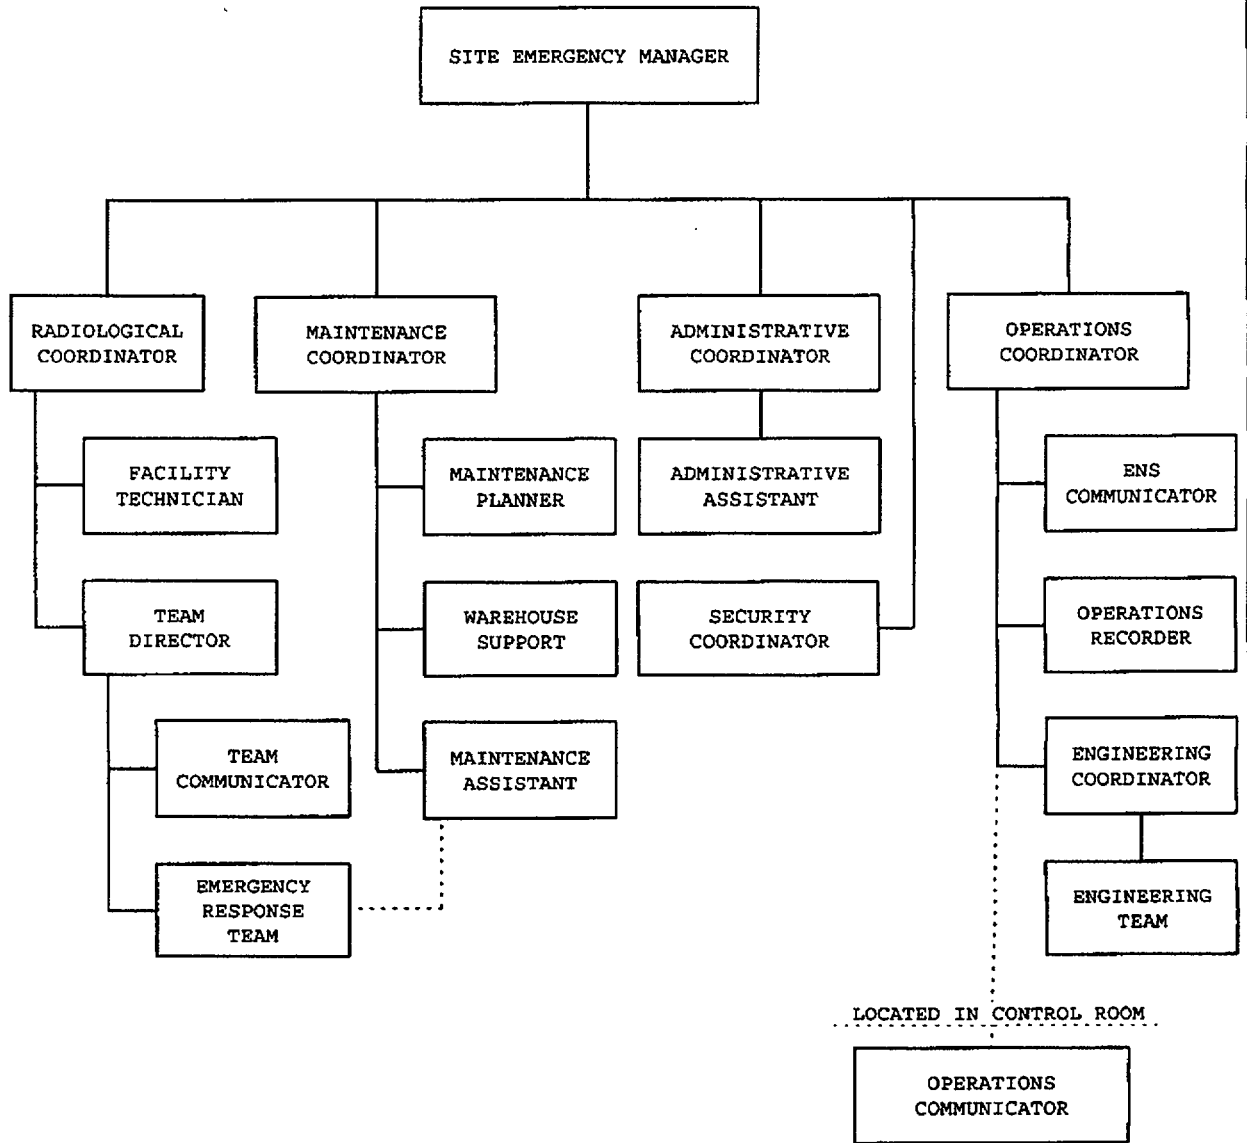 SITE EMERGENCY MANAGER
RADIOLOGICAL
COORDINATOR
MAINTENANCE
COORDINATOR
ADMINISTRATIVE
COORDINATOR
OPERATIONS
COORDINATOR
FACILITY
TECHNICIAN
MAINTENANCE
PLANNER
ADMINISTRATIVE
ASSISTANT
ENS
COMMUNICATOR
TEAM
DIRECTOR
WAREHOUSE
SUPPORT
SECURITY
COORDINATOR
OPERATIONS
RECORDER
TEAM
COMMUNICATOR
MAINTENANCE
ASSISTANT
ENGINEERING
COORDINATOR
EMERGENCY
RESPONSE
TEAM
ENGINEERING
TEAM
LOCATED IN CONTROL ROOM
OPERATIONS
COMMUNICATOR